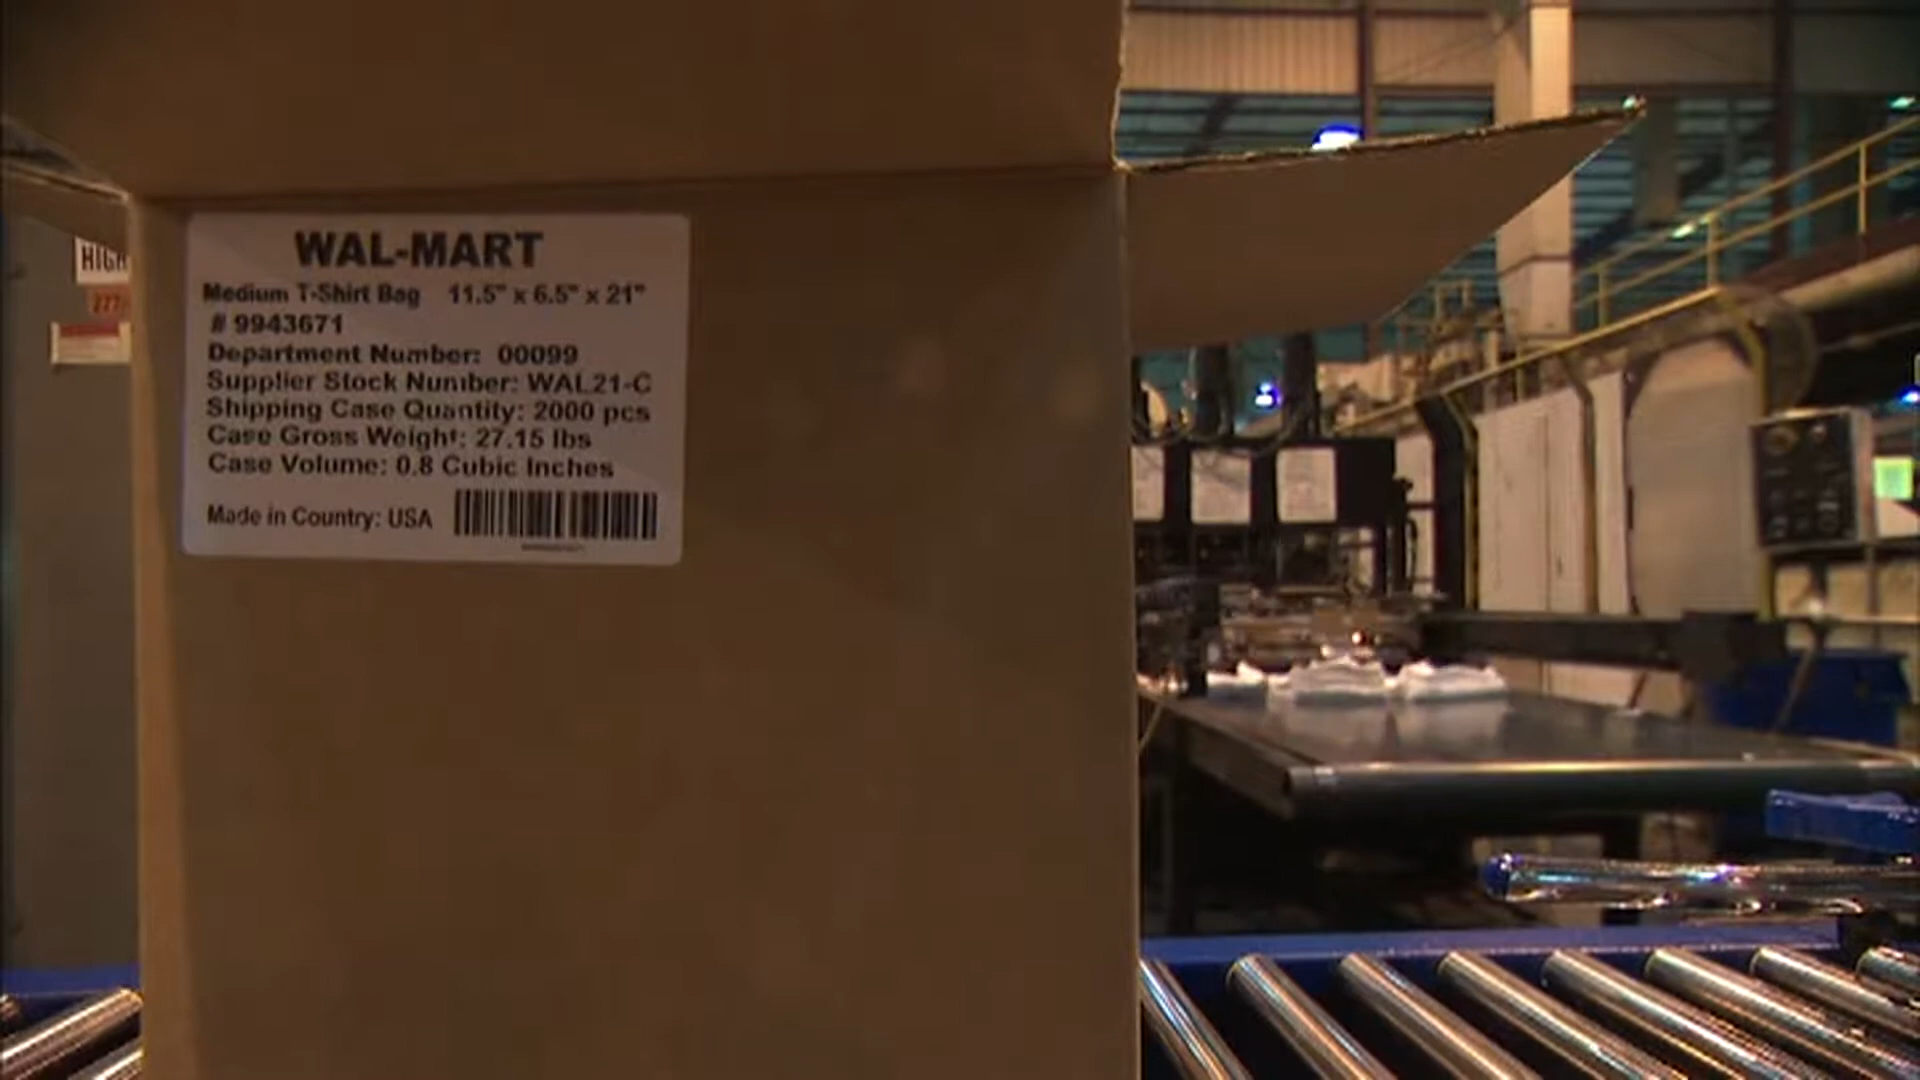 WAL-MART
Medium T-Shirt Bag 11.5" x 6.5" x 21"
# 9943671
Department Number: 00099
Supplier Stock Number: WAL21-C
Shipping Case Quantity: 2000 pcs
Case Gross Weight: 27.15 lbs
Case Volume: 0.8 Cubic Inches
Made in Country: USA
HIGH
277